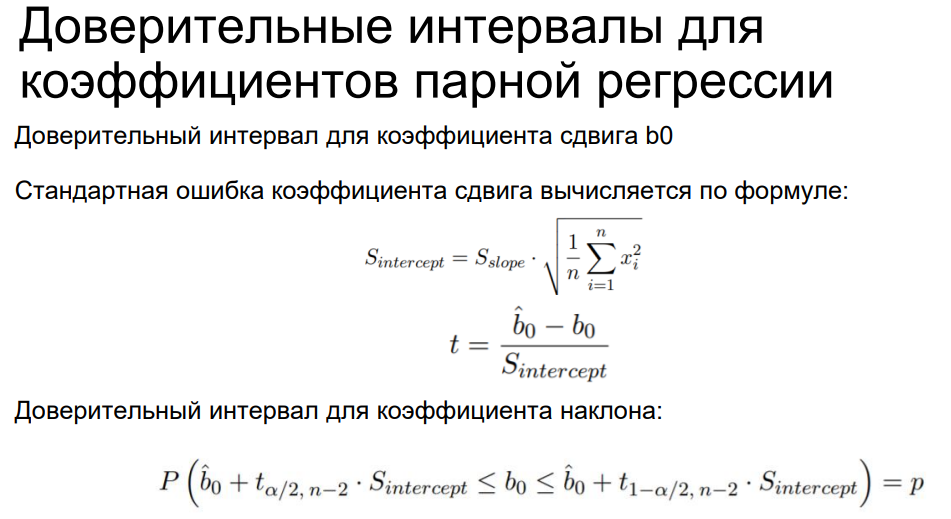 Доверительные интервалы для
коэффициентов парной регрессии
Доверительный интервал для коэффициента сдвига b0
Стандартная ошибка коэффициента сдвига вычисляется по формуле:
$S_{intercept} = S_{slope} \cdot \sqrt{\frac{1}{n} \sum_{i=1}^{n} x_i^2}$
$t = \frac{\hat{b}_0 - b_0}{S_{intercept}}$
Доверительный интервал для коэффициента наклона:
$P\left(\hat{b}_0 + t_{\alpha/2,\, n-2} \cdot S_{intercept} \leq b_0 \leq \hat{b}_0 + t_{1-\alpha/2,\, n-2} \cdot S_{intercept}\right) = p$